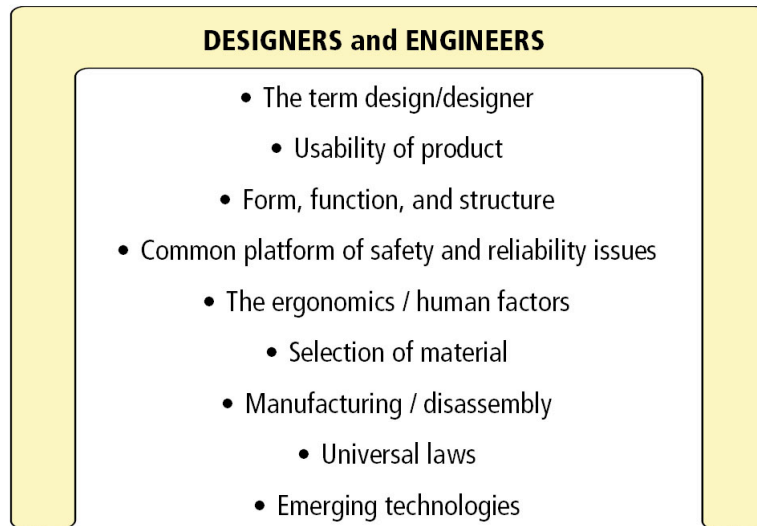 DESIGNERS and ENGINEERS
• The term design/designer
• Usability of product
• Form, function, and structure
• Common platform of safety and reliability issues
• The ergonomics / human factors
• Selection of material
• Manufacturing / disassembly
• Universal laws
• Emerging technologies